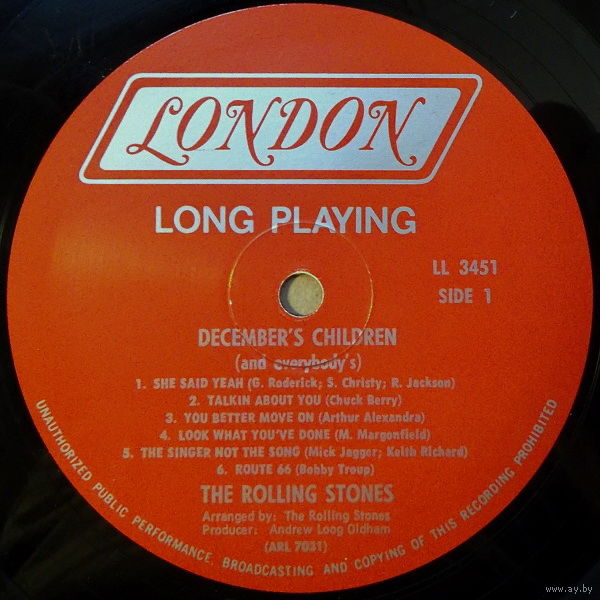 LONDON
LONG PLAYING
LL 3451
SIDE 1
DECEMBER'S CHILDREN
(and everybody's)
1. SHE SAID YEAH (G. Roderick; S. Christy; R. Jackson)
2. TALKIN ABOUT YOU (Chuck Berry)
3. YOU BETTER MOVE ON (Arthur Alexandra)
4. LOOK WHAT YOU'VE DONE (M. Margonfield)
5. THE SINGER NOT THE SONG (Mick Jagger; Keith Richard)
6. ROUTE 66 (Bobby Troup)
THE ROLLING STONES
Arranged by: The Rolling Stones
Producer: Andrew Loog Oldham
(ARL 7031)
UNAUTHORIZED PUBLIC PERFORMANCE, BROADCASTING AND COPYING OF THIS RECORDING PROHIBITED
www.ay.by